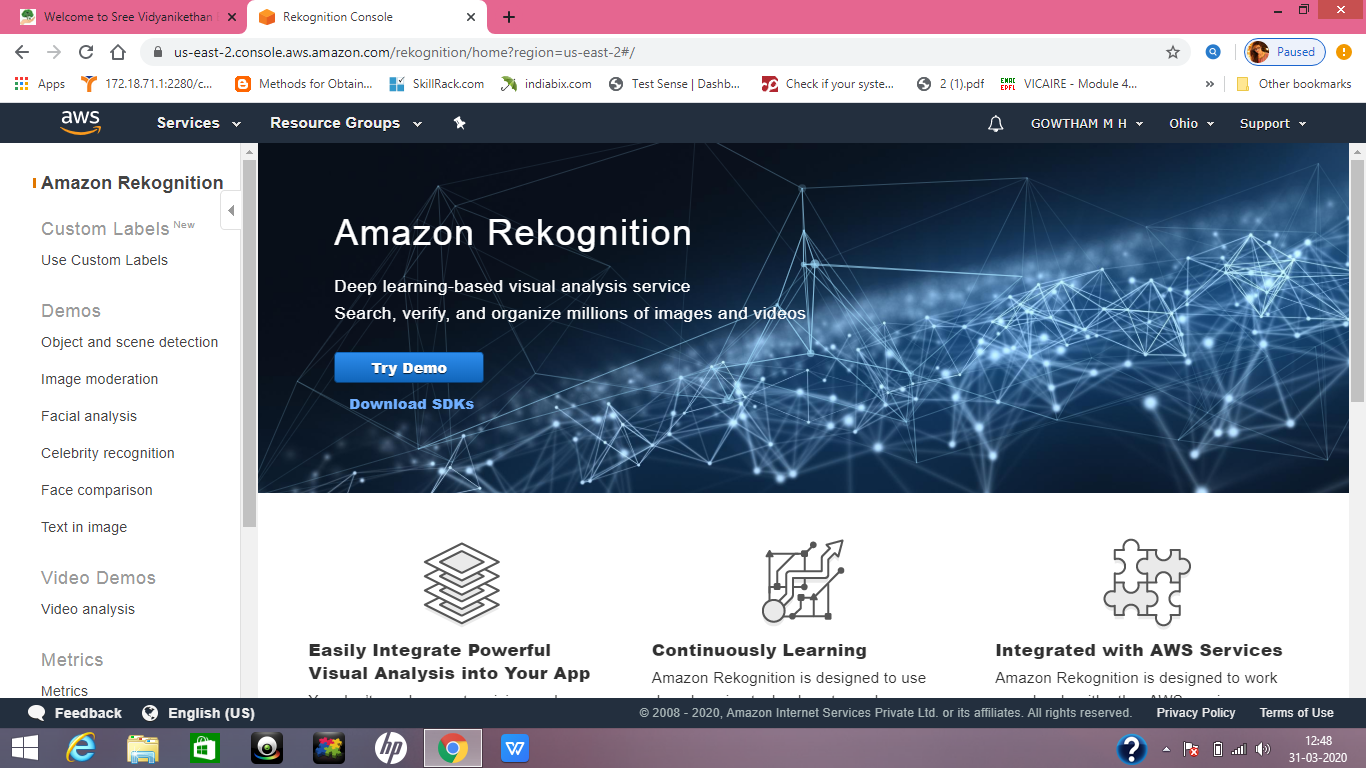 Welcome to Sree Vidyanikethan
Rekognition Console
us-east-2.console.aws.amazon.com/rekognition/home?region=us-east-2#/
Paused
Apps
172.18.71.1:2280/c...
Methods for Obtain...
SkillRack.com
indiabix.com
Test Sense | Dashb...
Check if your syste...
2 (1).pdf
VICAIRE - Module 4...
Other bookmarks
aws
Services
Resource Groups
GOWTHAM M H
Ohio
Support
Amazon Rekognition
Custom Labels New
Use Custom Labels
Demos
Object and scene detection
Image moderation
Facial analysis
Celebrity recognition
Face comparison
Text in image
Video Demos
Video analysis
Metrics
Metrics
Amazon Rekognition
Deep learning-based visual analysis service
Search, verify, and organize millions of images and videos
Try Demo
Download SDKs
Easily Integrate Powerful
Visual Analysis into Your App
Continuously Learning
Amazon Rekognition is designed to use
Integrated with AWS Services
Amazon Rekognition is designed to work
Feedback
English (US)
© 2008 - 2020, Amazon Internet Services Private Ltd. or its affiliates. All rights reserved.
Privacy Policy
Terms of Use
12:48
31-03-2020